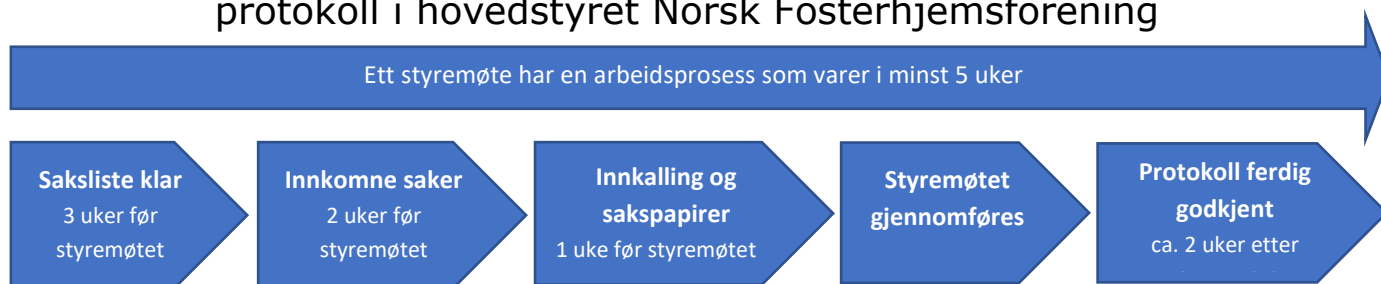 protokoll i hovedstyret Norsk Fosterhjemsforening
Ett styremøte har en arbeidsprosess som varer i minst 5 uker
Saksliste klar
3 uker før
styremøtet
Innkomne saker
2 uker før
styremøtet
Innkalling og
sakspapirer
1 uke før styremøtet
Styremøtet
gjennomføres
Protokoll ferdig
godkjent
ca. 2 uker etter